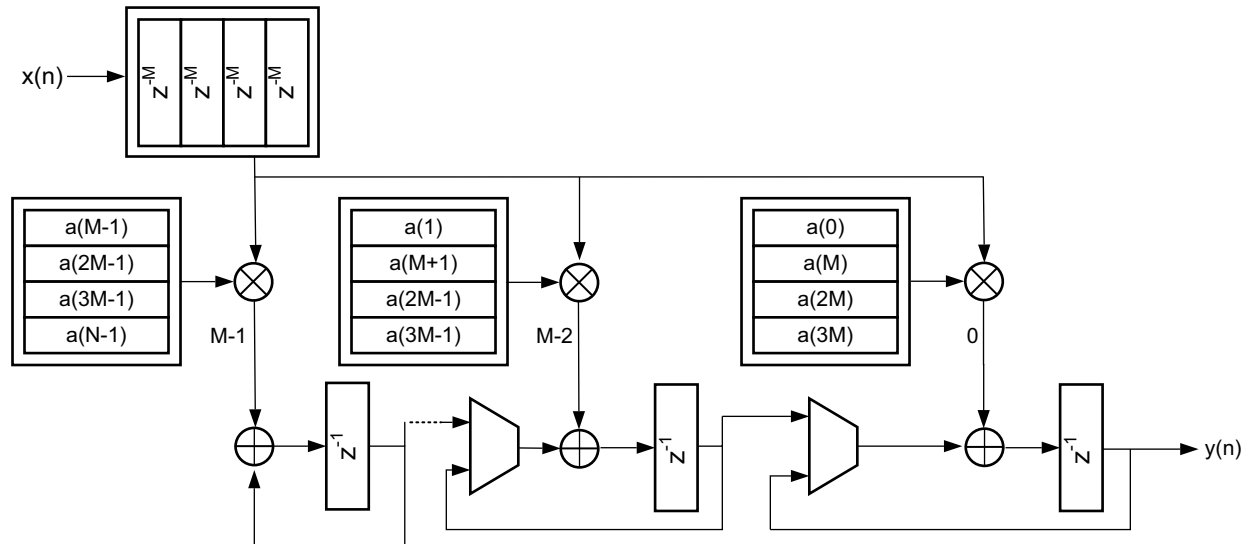 x(n)
z-M
z-M
z-M
z-M
a(M-1)
a(2M-1)
a(3M-1)
a(N-1)
a(1)
a(M+1)
a(2M-1)
a(3M-1)
a(0)
a(M)
a(2M)
a(3M)
M-1
M-2
0
z-1
z-1
z-1
y(n)